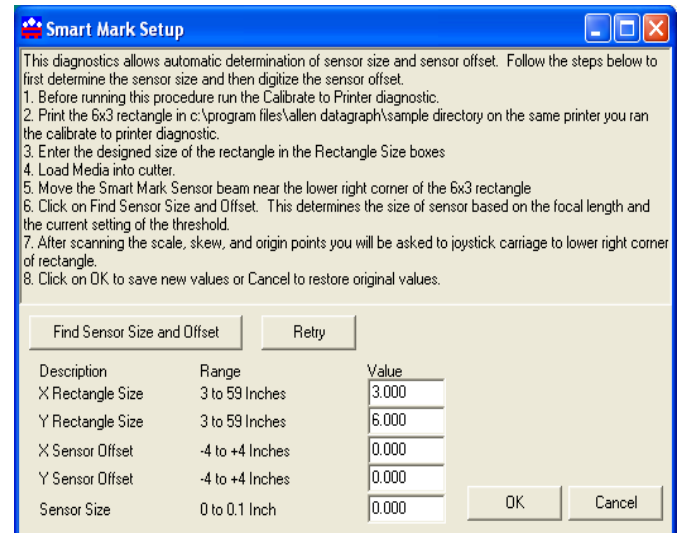 Smart Mark Setup
This diagnostics allows automatic determination of sensor size and sensor offset.  Follow the steps below to
first determine the sensor size and then digitize the sensor offset.
1. Before running this procedure run the Calibrate to Printer diagnostic.
2. Print the 6x3 rectangle in c:\program files\allen datagraph\sample directory on the same printer you ran
the calibrate to printer diagnostic.
3. Enter the designed size of the rectangle in the Rectangle Size boxes
4. Load Media into cutter.
5. Move the Smart Mark Sensor beam near the lower right corner of the 6x3 rectangle
6. Click on Find Sensor Size and Offset.  This determines the size of sensor based on the focal length and
the current setting of the threshold.
7. After scanning the scale, skew, and origin points you will be asked to joystick carriage to lower right corner
of rectangle.
8. Click on OK to save new values or Cancel to restore original values.
Find Sensor Size and Offset Retry
Description Range Value
X Rectangle Size 3 to 59 Inches 3.000
Y Rectangle Size 3 to 59 Inches 6.000
X Sensor Offset -4 to +4 Inches 0.000
Y Sensor Offset -4 to +4 Inches 0.000
Sensor Size 0 to 0.1 Inch 0.000
OK Cancel